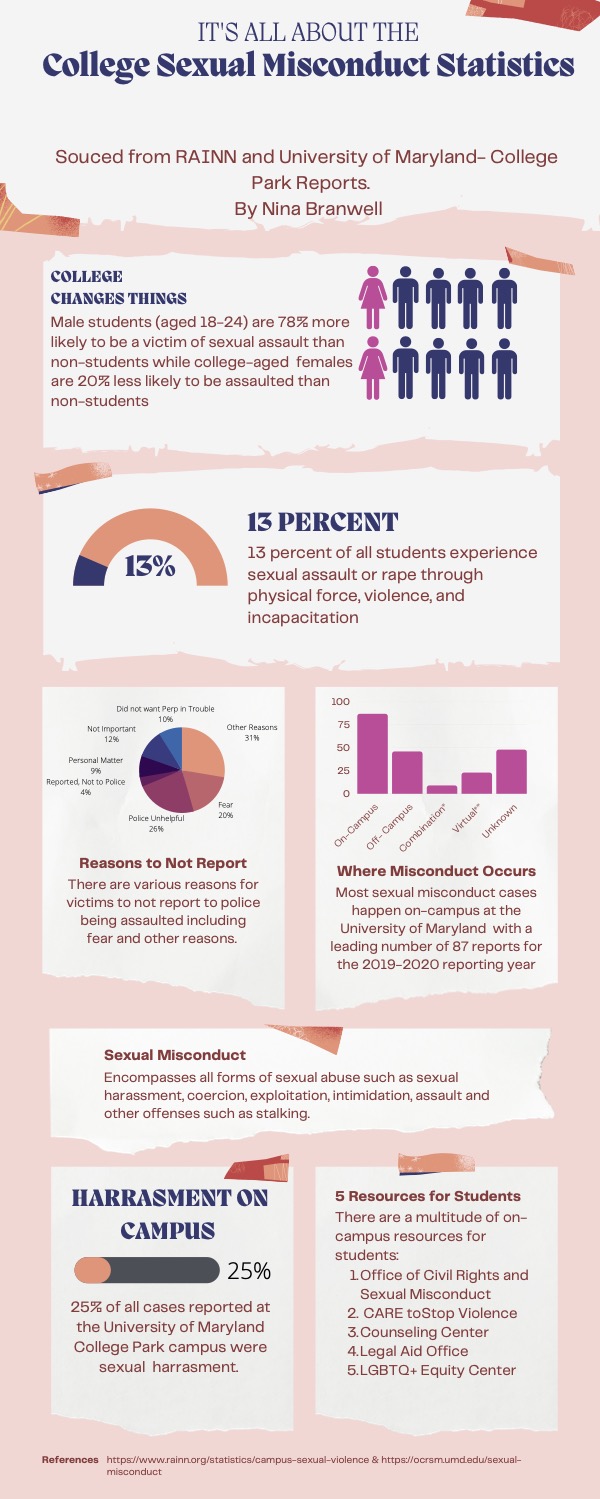 IT'S ALL ABOUT THE
College Sexual Misconduct Statistics
Souced from RAINN and University of Maryland- College
Park Reports.
By Nina Branwell
COLLEGE
CHANGES THINGS
Male students (aged 18-24) are 78% more
likely to be a victim of sexual assault than
non-students while college-aged females
are 20% less likely to be assaulted than
non-students
13%
13 PERCENT
13 percent of all students experience
sexual assault or rape through
physical force, violence, and
incapacitation
Did not want Perp in Trouble
10%
Other Reasons
31%
Not Important
12%
Personal Matter
9%
Reported, Not to Police
4%
Fear
20%
Police Unhelpful
26%
Reasons to Not Report
There are various reasons for
victims to not report to police
being assaulted including
fear and other reasons.
100
75
50
25
0
On-Campus
Off- Campus
Combination*
Virtual**
Unknown
Where Misconduct Occurs
Most sexual misconduct cases
happen on-campus at the
University of Maryland with a
leading number of 87 reports for
the 2019-2020 reporting year
Sexual Misconduct
Encompasses all forms of sexual abuse such as sexual
harassment, coercion, exploitation, intimidation, assault and
other offenses such as stalking.
HARRASMENT ON
CAMPUS
25%
25% of all cases reported at
the University of Maryland
College Park campus were
sexual harrasment.
5 Resources for Students
There are a multitude of on-
campus resources for
students:
1.Office of Civil Rights and
Sexual Misconduct
2. CARE toStop Violence
3.Counseling Center
4.Legal Aid Office
5.LGBTQ+ Equity Center
References https://www.rainn.org/statistics/campus-sexual-violence & https://ocrsm.umd.edu/sexual-
misconduct